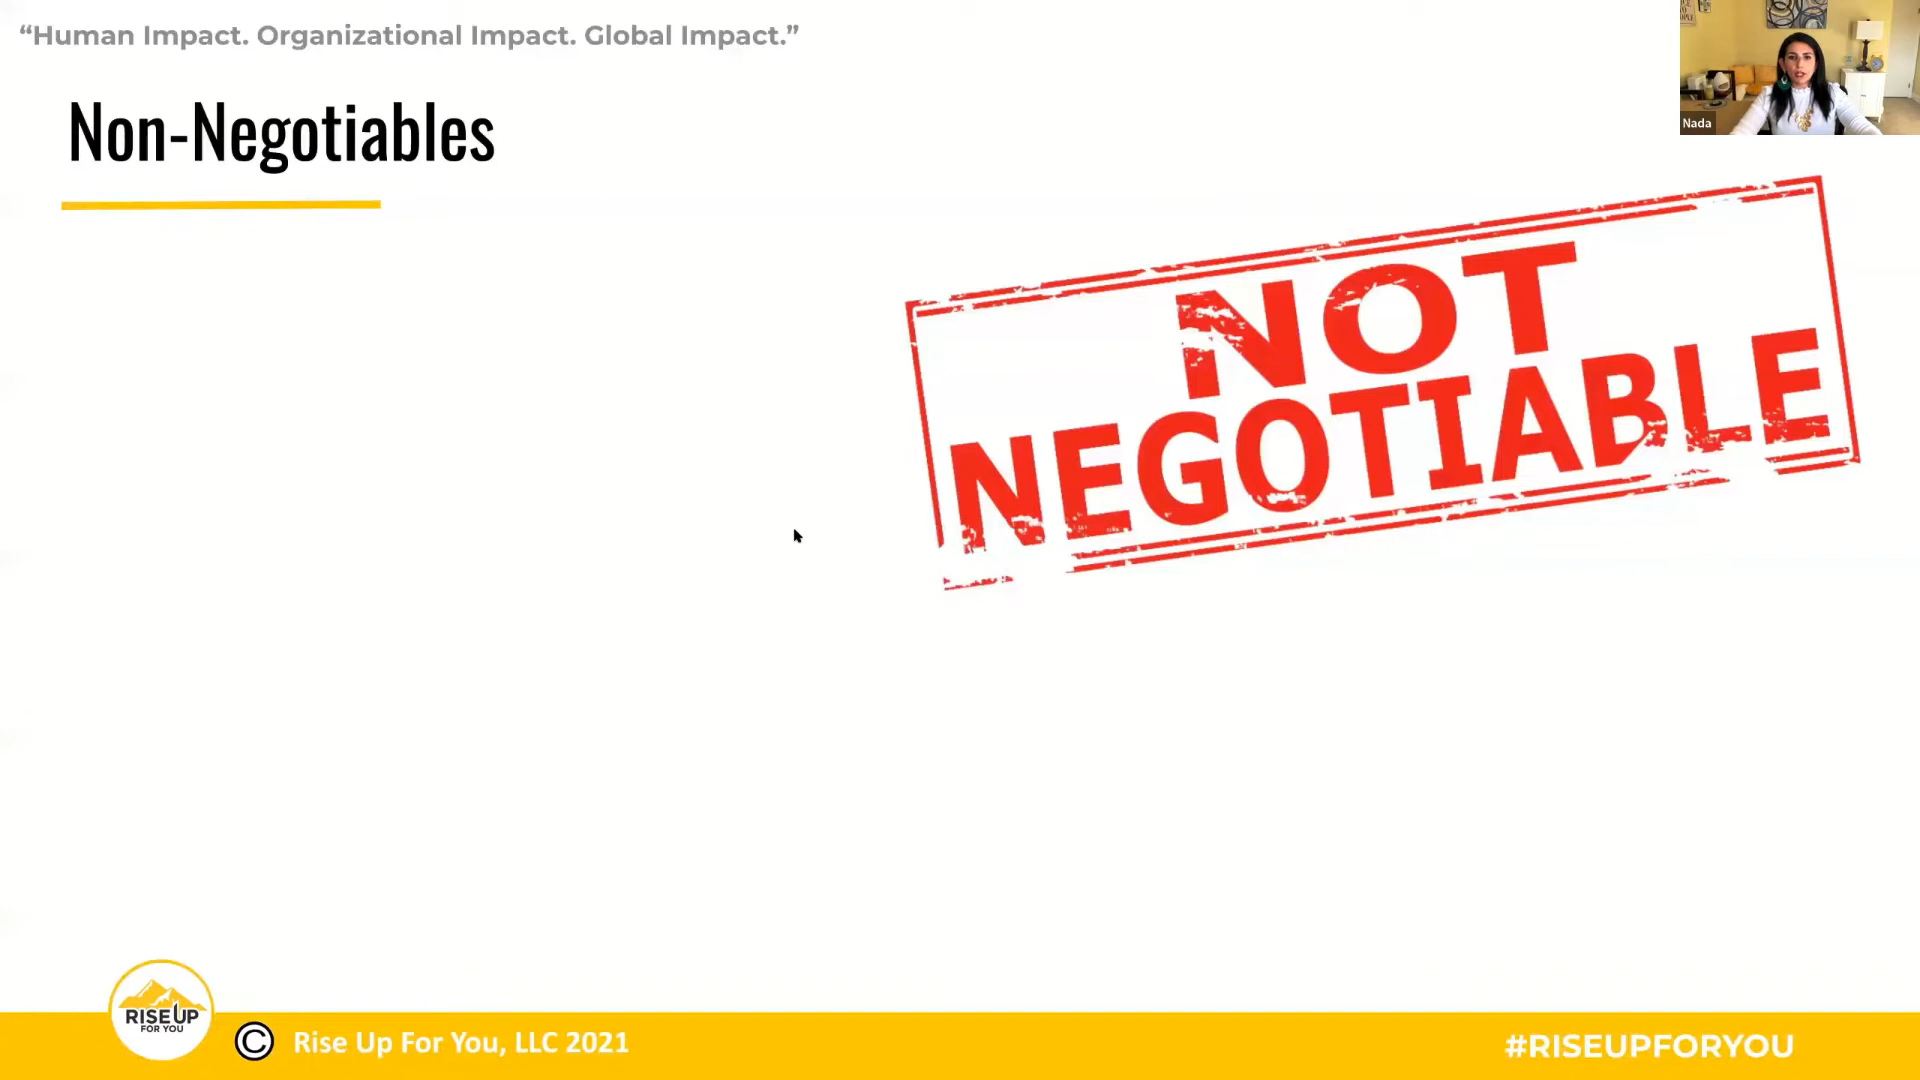 “Human Impact. Organizational Impact. Global Impact.”
Non-Negotiables
Nada
NOT
NEGOTIABLE
RISE UP
FOR YOU
© Rise Up For You, LLC 2021
#RISEUPFORYOU